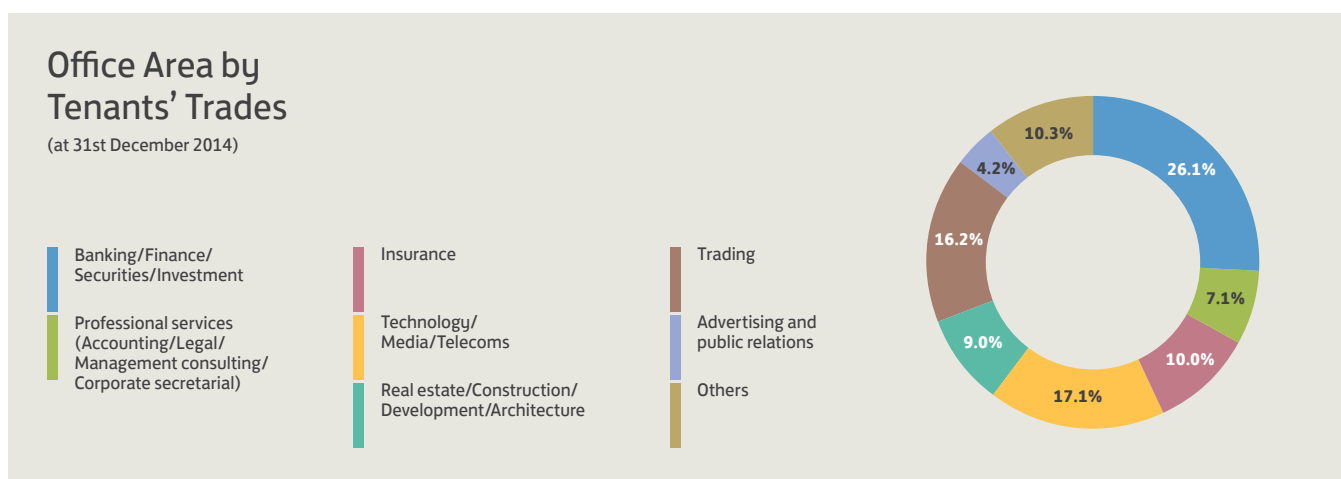 Office Area by
Tenants’ Trades
(at 31st December 2014)
Banking/Finance/
Securities/Investment
Professional services
(Accounting/Legal/
Management consulting/
Corporate secretarial)
Insurance
Technology/
Media/Telecoms
Real estate/Construction/
Development/Architecture
Trading
Advertising and
public relations
Others
26.1%
7.1%
10.0%
17.1%
9.0%
16.2%
4.2%
10.3%